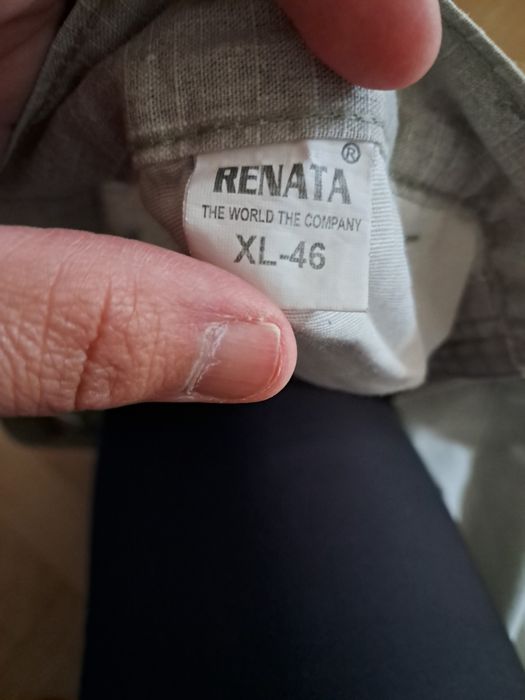 RENATA®
THE WORLD THE COMPANY
XL-46